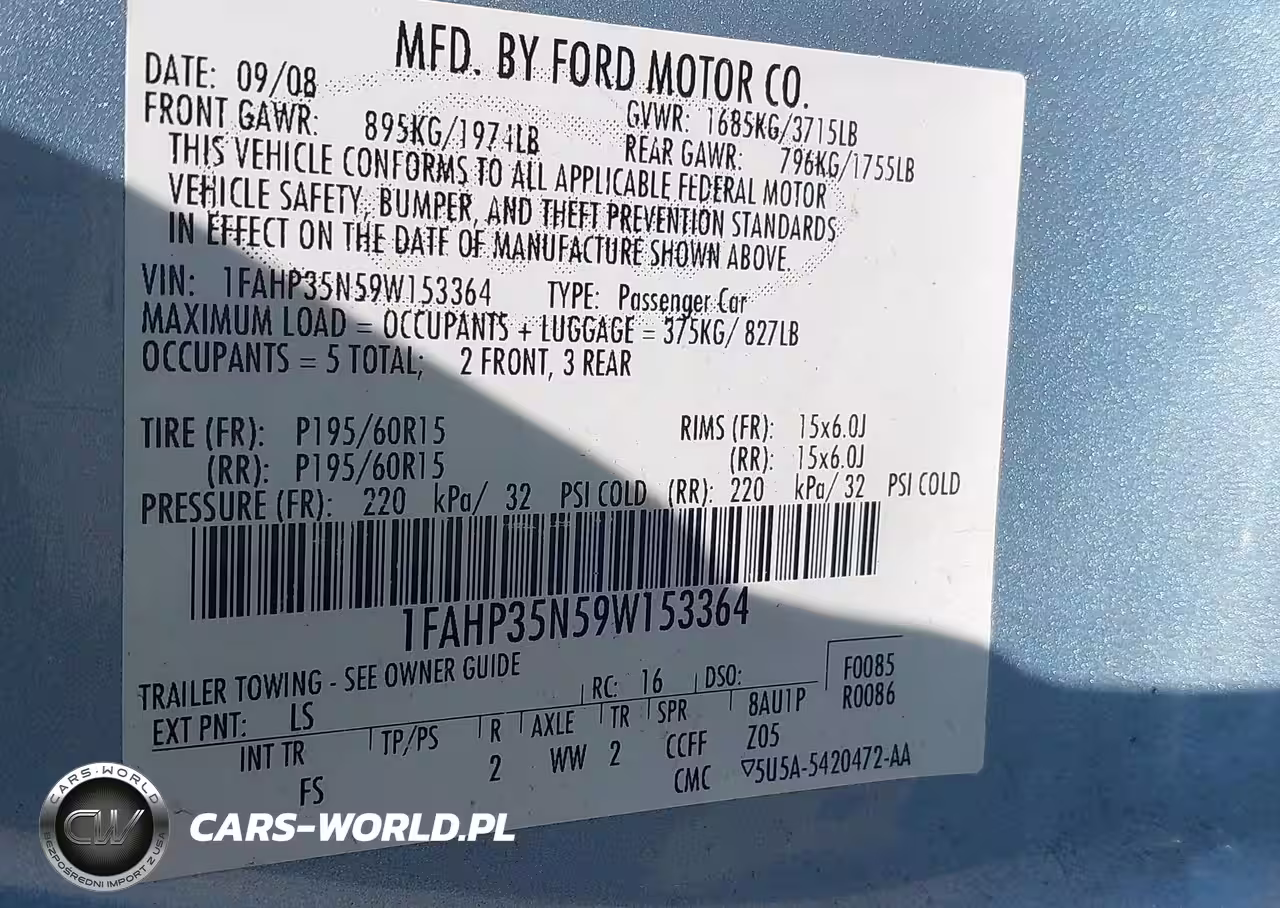 MFD. BY FORD MOTOR CO.
DATE: 09/08 GVWR: 1685KG/3715LB
FRONT GAWR: 895KG/1974LB REAR GAWR: 796KG/1755LB
THIS VEHICLE CONFORMS TO ALL APPLICABLE FEDERAL MOTOR
VEHICLE SAFETY, BUMPER, AND THEFT PREVENTION STANDARDS
IN EFFECT ON THE DATE OF MANUFACTURE SHOWN ABOVE.
VIN: 1FAHP35N59W153364 TYPE: Passenger Car
MAXIMUM LOAD = OCCUPANTS + LUGGAGE = 375KG/ 827LB
OCCUPANTS = 5 TOTAL; 2 FRONT, 3 REAR
TIRE (FR): P195/60R15 RIMS (FR): 15x6.0J
(RR): P195/60R15 (RR): 15x6.0J
PRESSURE (FR): 220 kPa/ 32 PSI COLD (RR): 220 kPa/ 32 PSI COLD
1FAHP35N59W153364
TRAILER TOWING - SEE OWNER GUIDE
EXT PNT: LS RC: 16 DSO: F0085
R0086
INT TR TP/PS R AXLE TR SPR 8AU1P
FS 2 WW 2 CCFF Z05
CMC ▽5U5A-5420472-AA
CARS-WORLD
CW
BEZPOŚREDNI IMPORT Z USA
CARS-WORLD.PL